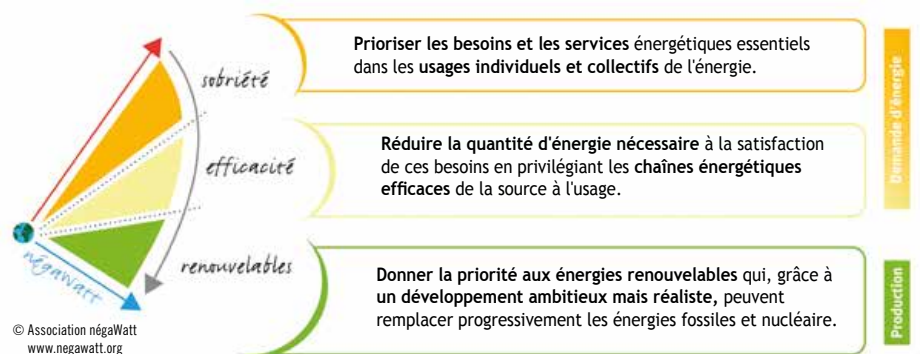 sobriété
Prioriser les besoins et les services énergétiques essentiels
dans les usages individuels et collectifs de l'énergie.
efficacité
Réduire la quantité d'énergie nécessaire à la satisfaction
de ces besoins en privilégiant les chaînes énergétiques
efficaces de la source à l'usage.
Demande d'énergie
renouvelables
Donner la priorité aux énergies renouvelables qui, grâce à
un développement ambitieux mais réaliste, peuvent
remplacer progressivement les énergies fossiles et nucléaire.
Production
négawatt
© Association négaWatt
www.negawatt.org